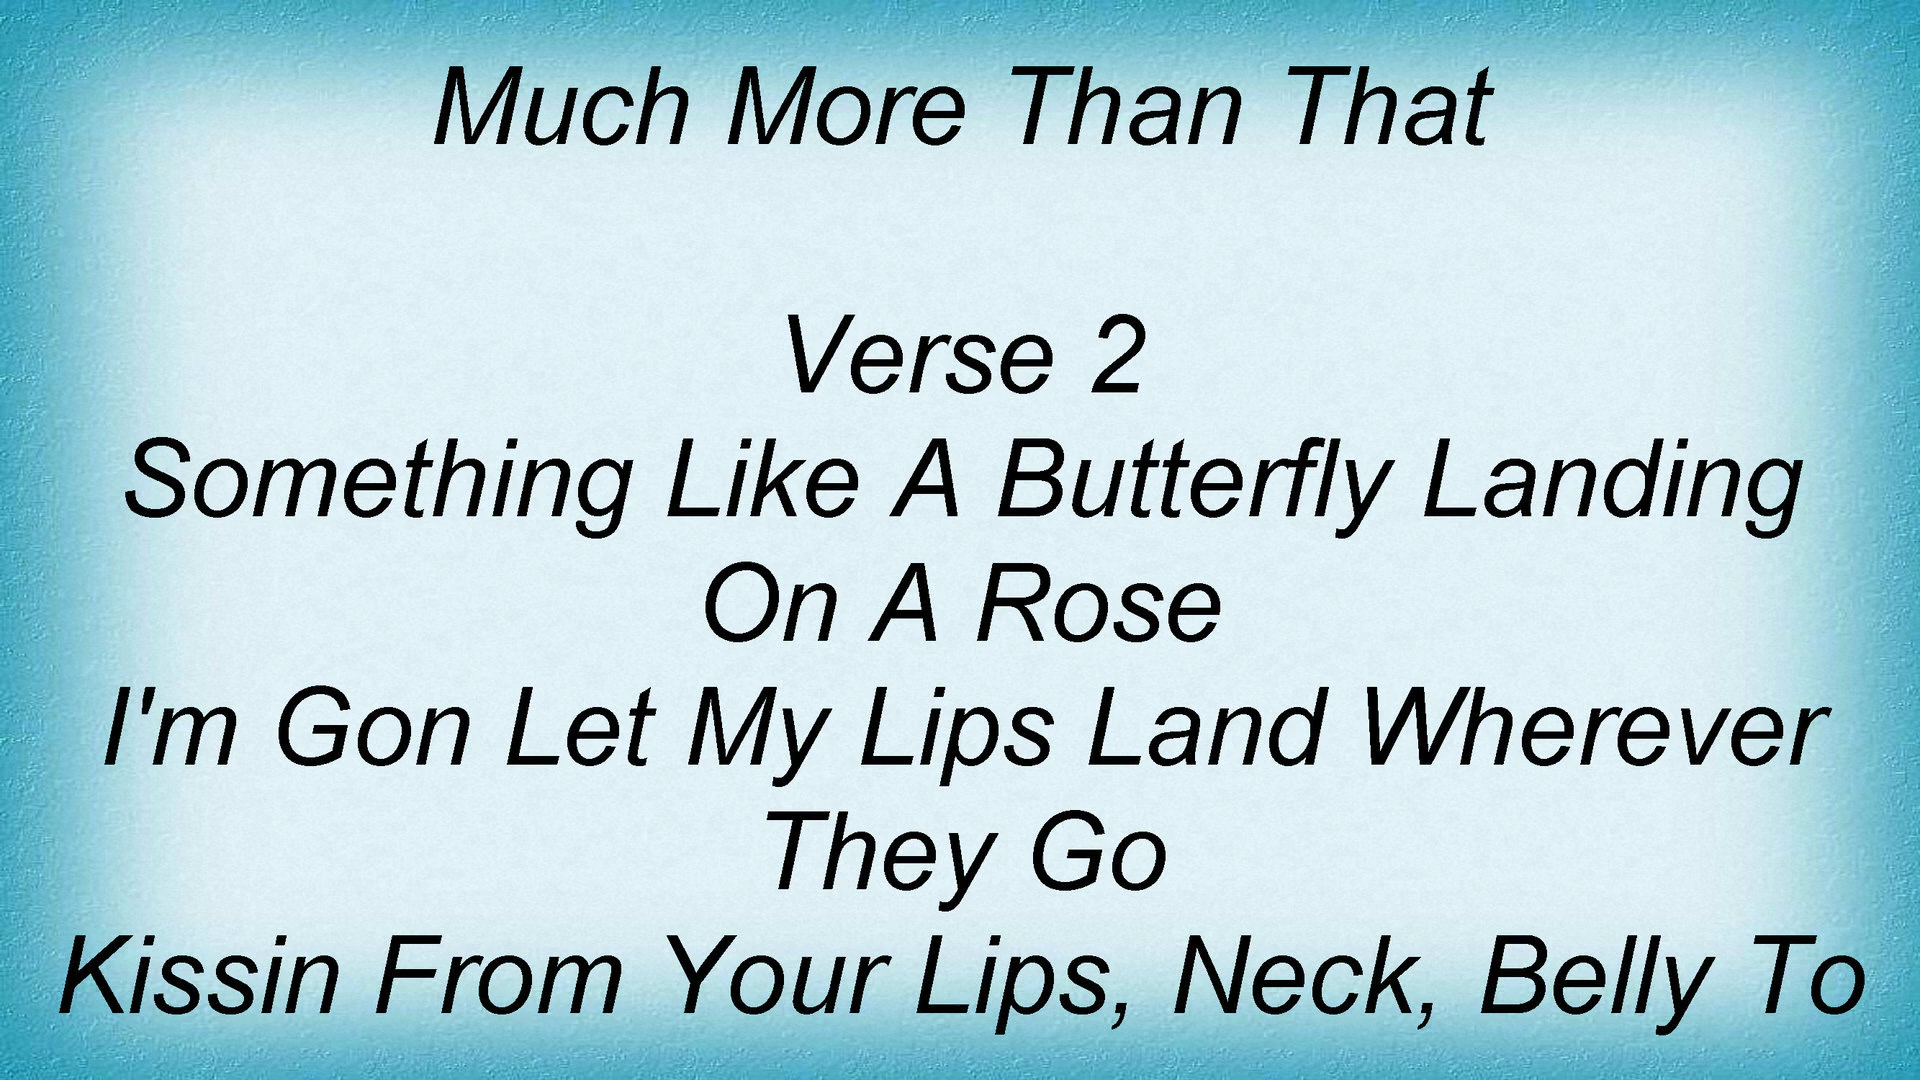 Much More Than That
Verse 2
Something Like A Butterfly Landing
On A Rose
I'm Gon Let My Lips Land Wherever
They Go
Kissin From Your Lips, Neck, Belly To